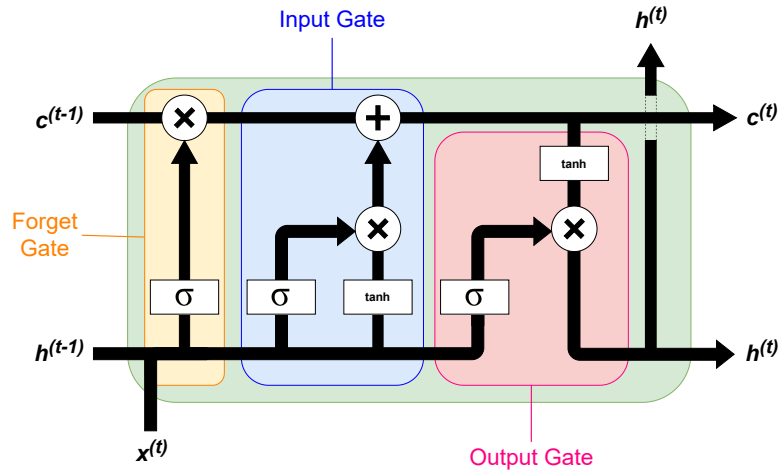 h(t)
Input Gate
c(t-1)
×
+
c(t)
tanh
Forget
Gate
×
×
σ
σ
tanh
σ
h(t-1)
h(t)
x(t)
Output Gate